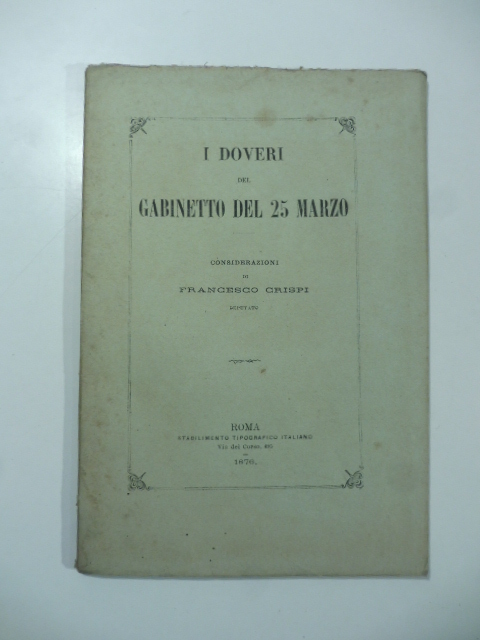 I DOVERI
DEL
GABINETTO DEL 25 MARZO
CONSIDERAZIONI
DI
FRANCESCO CRISPI
DEPUTATO
ROMA
STABILIMENTO TIPOGRAFICO ITALIANO
Via del Corso,
1876.